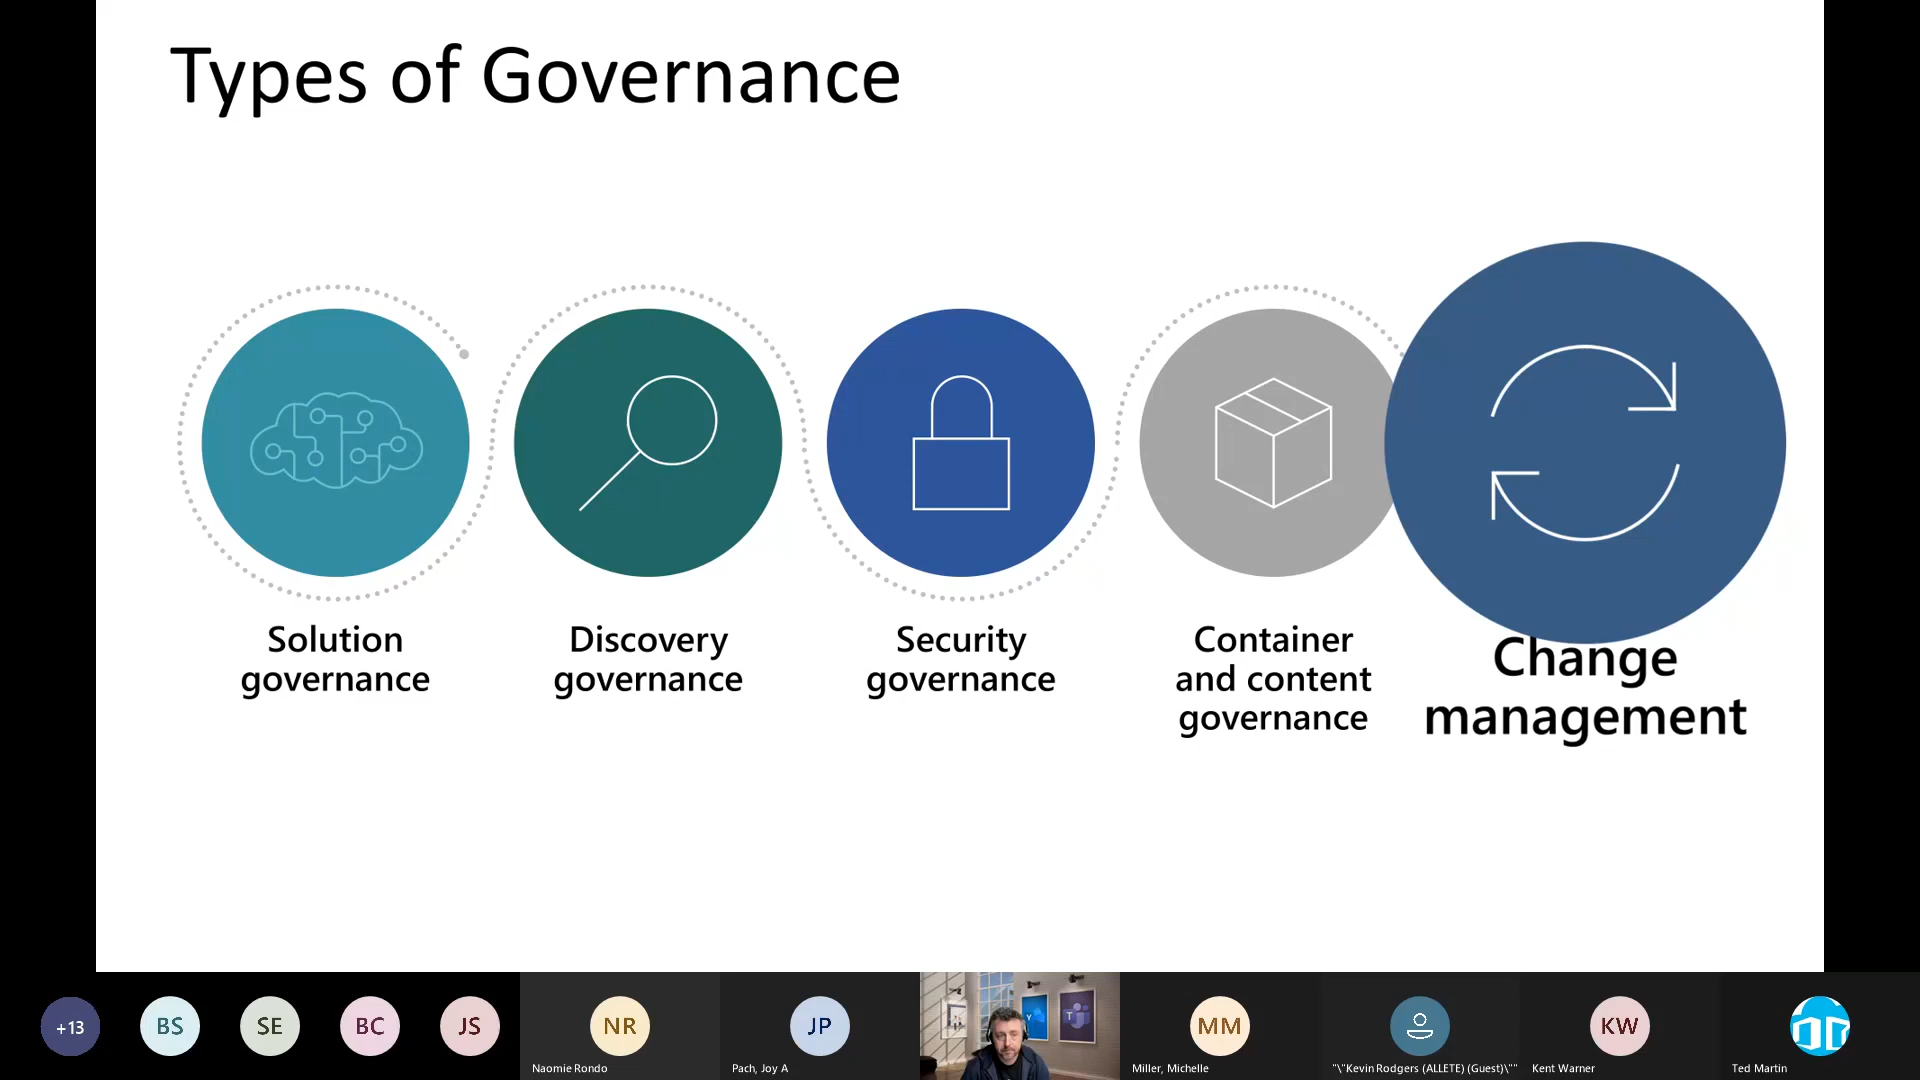 Types of Governance
Solution
governance
Discovery
governance
Security
governance
Container
and content
governance
Change
management
+13
BS
SE
BC
JS
NR
Naomie Rondo
JP
Pach, Joy A
MM
Miller, Michelle
"\"Kevin Rodgers (ALLETE) (Guest)\""
KW
Kent Warner
Ted Martin